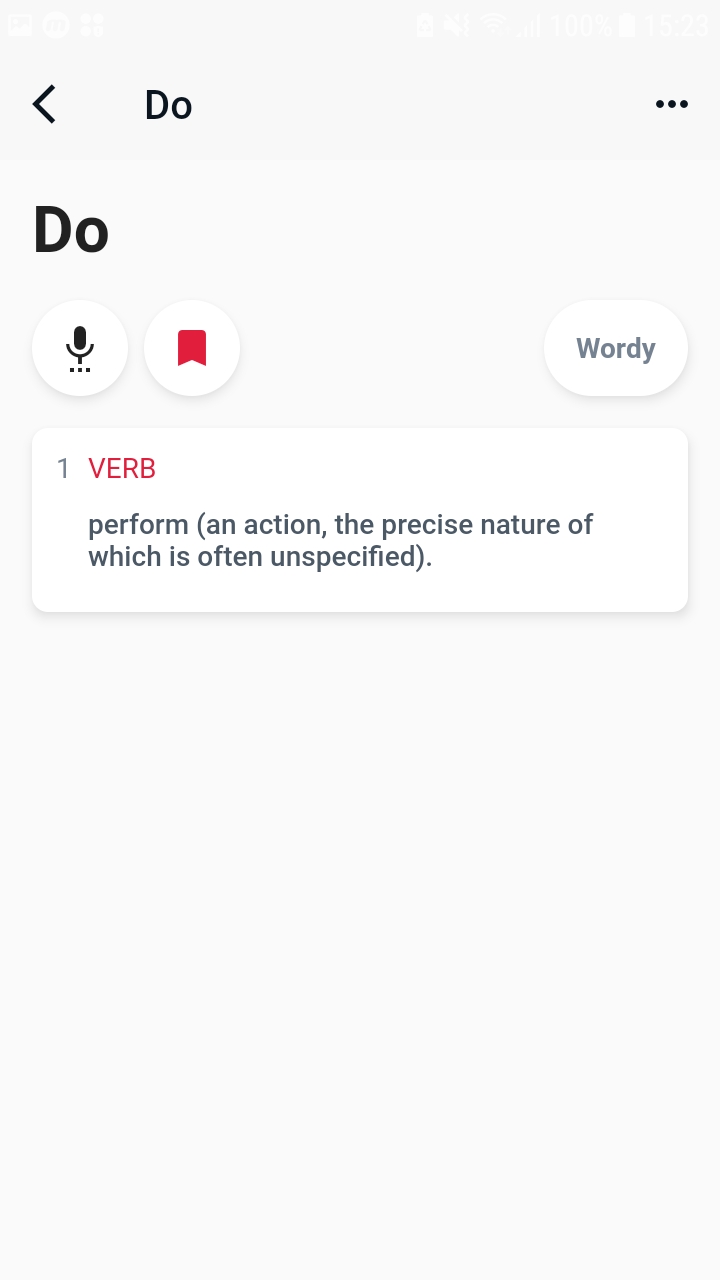 100% 15:23
Do
Do
Wordy
1 VERB
perform (an action, the precise nature of
which is often unspecified).